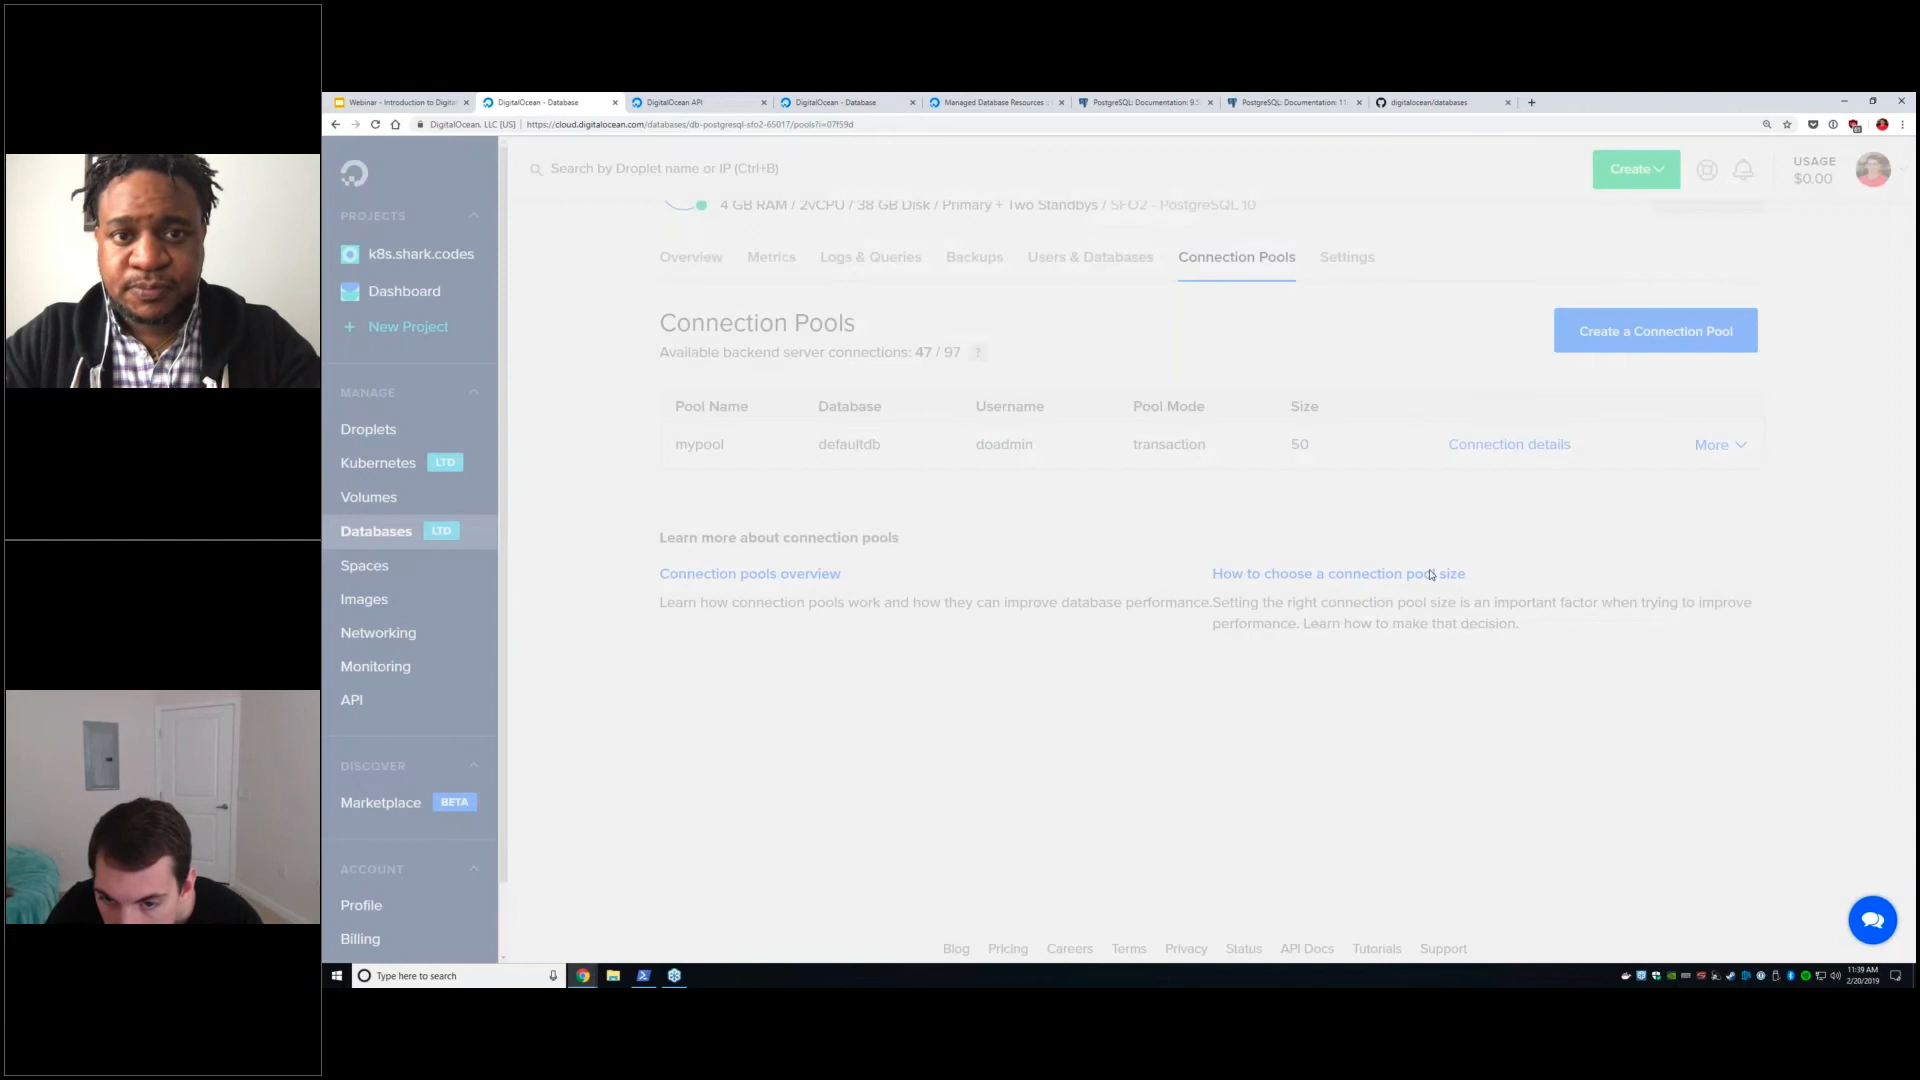 Webinar - Introduction to Digital
DigitalOcean - Database
DigitalOcean API
DigitalOcean - Database
Managed Database Resources
PostgreSQL: Documentation: 9.5
PostgreSQL: Documentation: 11
digitalocean/databases
DigitalOcean, LLC [US]
https://cloud.digitalocean.com/databases/db-postgresql-sfo2-65017/pools?i=07f59d
PROJECTS
k8s.shark.codes
Dashboard
+ New Project
MANAGE
Droplets
Kubernetes LTD
Volumes
Databases LTD
Spaces
Images
Networking
Monitoring
API
DISCOVER
Marketplace BETA
ACCOUNT
Profile
Billing
Search by Droplet name or IP (Ctrl+B)
Create
USAGE
$0.00
4 GB RAM / 2vCPU / 38 GB Disk / Primary + Two Standbys / SFO2 - PostgreSQL 10
Overview Metrics Logs & Queries Backups Users & Databases Connection Pools Settings
Connection Pools
Create a Connection Pool
Available backend server connections: 47 / 97 ?
Pool Name Database Username Pool Mode Size
mypool defaultdb doadmin transaction 50 Connection details More
Learn more about connection pools
Connection pools overview
Learn how connection pools work and how they can improve database performance.
How to choose a connection pool size
Setting the right connection pool size is an important factor when trying to improve
performance. Learn how to make that decision.
Blog Pricing Careers Terms Privacy Status API Docs Tutorials Support
Type here to search
11:39 AM
2/20/2019